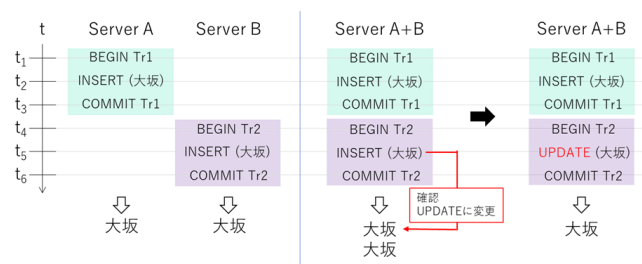 t
Server A
Server B
Server A+B
Server A+B
t1
BEGIN Tr1
BEGIN Tr1
BEGIN Tr1
t2
INSERT (大坂)
INSERT (大坂)
INSERT (大坂)
t3
COMMIT Tr1
COMMIT Tr1
COMMIT Tr1
t4
BEGIN Tr2
BEGIN Tr2
BEGIN Tr2
t5
INSERT (大坂)
INSERT (大坂)
UPDATE (大坂)
t6
COMMIT Tr2
COMMIT Tr2
COMMIT Tr2
確認
UPDATEに変更
大坂
大坂
大坂
大坂
大坂